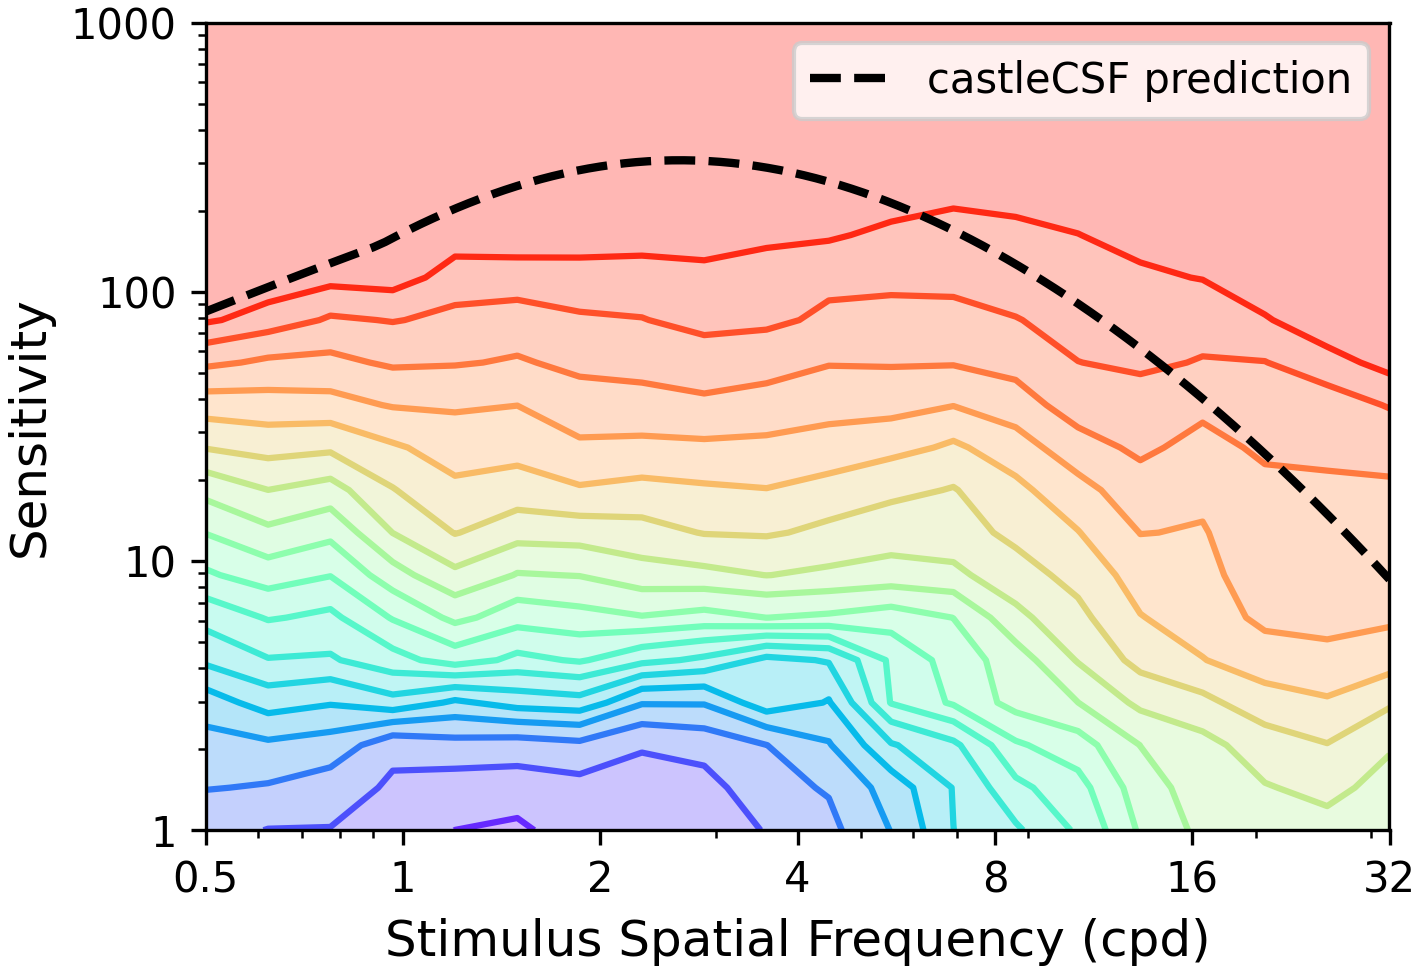 1000
100
10
1
Sensitivity
castleCSF prediction
0.5 1 2 4 8 16 32
Stimulus Spatial Frequency (cpd)